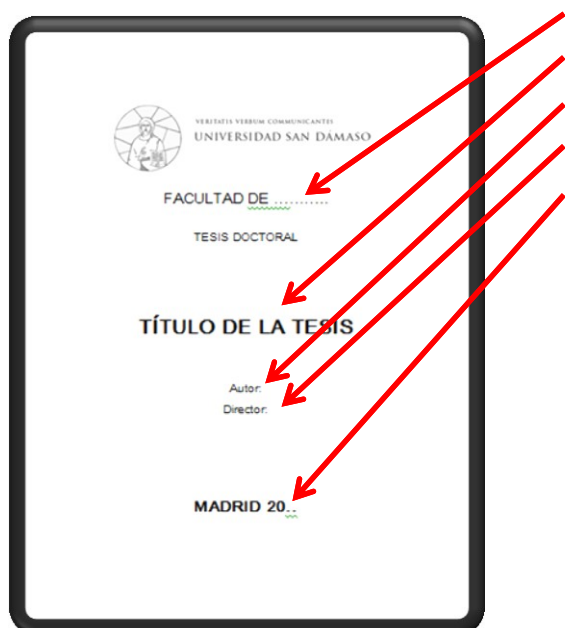 VERITATIS VERBUM COMMUNICANTES
UNIVERSIDAD SAN DÁMASO
FACULTAD DE ...........
TESIS DOCTORAL
TÍTULO DE LA TESIS
Autor:
Director:
MADRID 20..